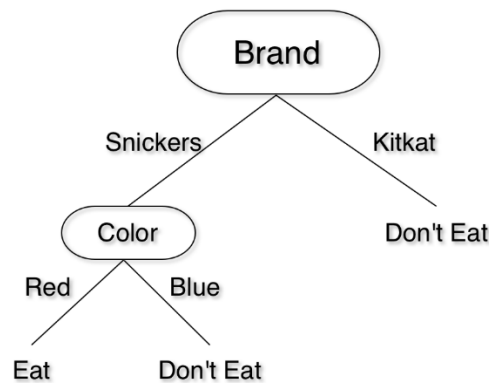 Brand
Snickers
Kitkat
Color
Don't Eat
Red
Blue
Eat
Don't Eat